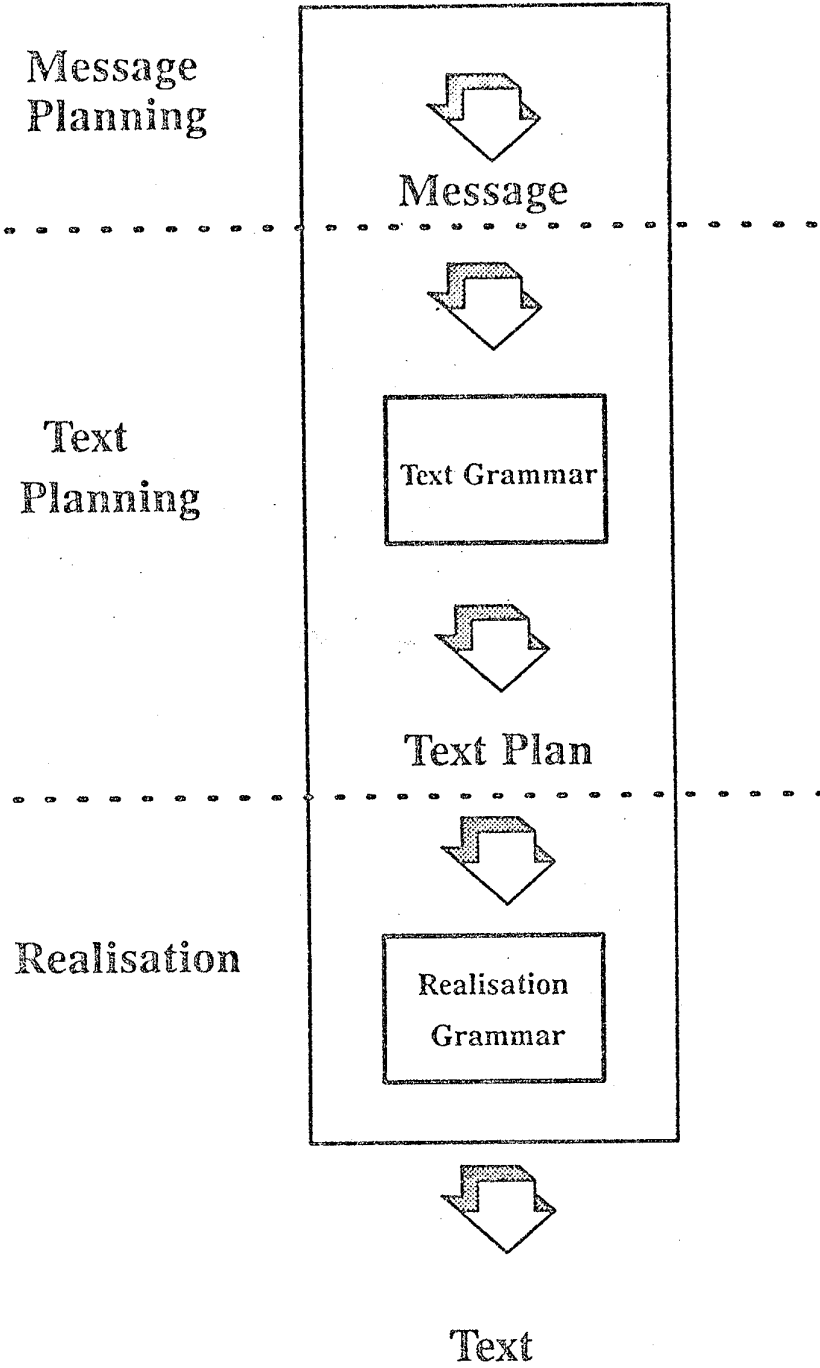 Message
Planning
Message
Text
Planning
Text Grammar
Text Plan
Realisation
Realisation
Grammar
Text